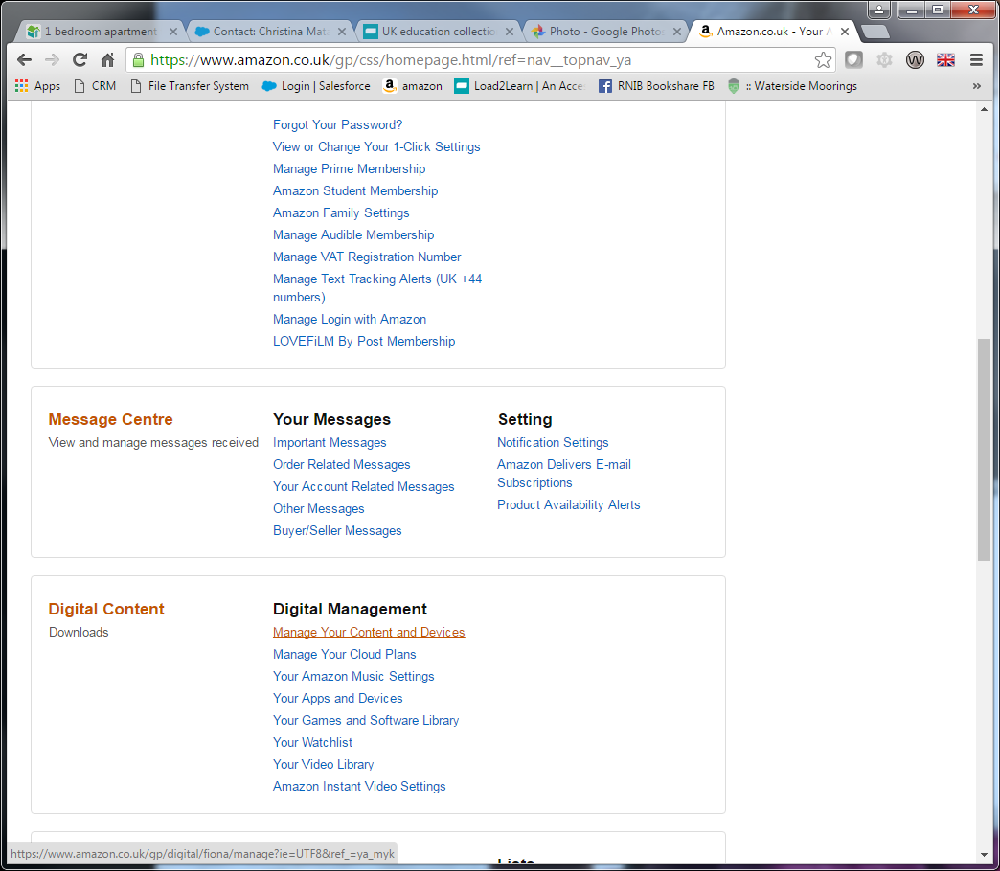 1 bedroom apartment
Contact: Christina Mat
UK education collectio
Photo - Google Photos
Amazon.co.uk - Your A
https://www.amazon.co.uk/gp/css/homepage.html/ref=nav__topnav_ya
Apps CRM File Transfer System Login | Salesforce amazon Load2Learn | An Acce RNIB Bookshare FB :: Waterside Moorings »
Forgot Your Password?
View or Change Your 1-Click Settings
Manage Prime Membership
Amazon Student Membership
Amazon Family Settings
Manage Audible Membership
Manage VAT Registration Number
Manage Text Tracking Alerts (UK +44
numbers)
Manage Login with Amazon
LOVEFiLM By Post Membership
Message Centre
View and manage messages received
Your Messages
Important Messages
Order Related Messages
Your Account Related Messages
Other Messages
Buyer/Seller Messages
Setting
Notification Settings
Amazon Delivers E-mail
Subscriptions
Product Availability Alerts
Digital Content
Downloads
Digital Management
Manage Your Content and Devices
Manage Your Cloud Plans
Your Amazon Music Settings
Your Apps and Devices
Your Games and Software Library
Your Watchlist
Your Video Library
Amazon Instant Video Settings
Lists
https://www.amazon.co.uk/gp/digital/fiona/manage?ie=UTF8&ref_=ya_myk